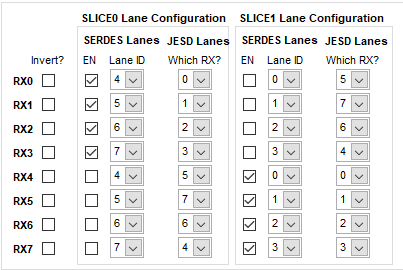 SLICE0 Lane Configuration SLICE1 Lane Configuration
SERDES Lanes JESD Lanes SERDES Lanes JESD Lanes
Invert? EN Lane ID Which RX? EN Lane ID Which RX?
RX0 4 0 0 5
RX1 5 1 1 7
RX2 6 2 2 6
RX3 7 3 3 4
RX4 4 5 0 0
RX5 5 7 1 1
RX6 6 6 2 2
RX7 7 4 3 3